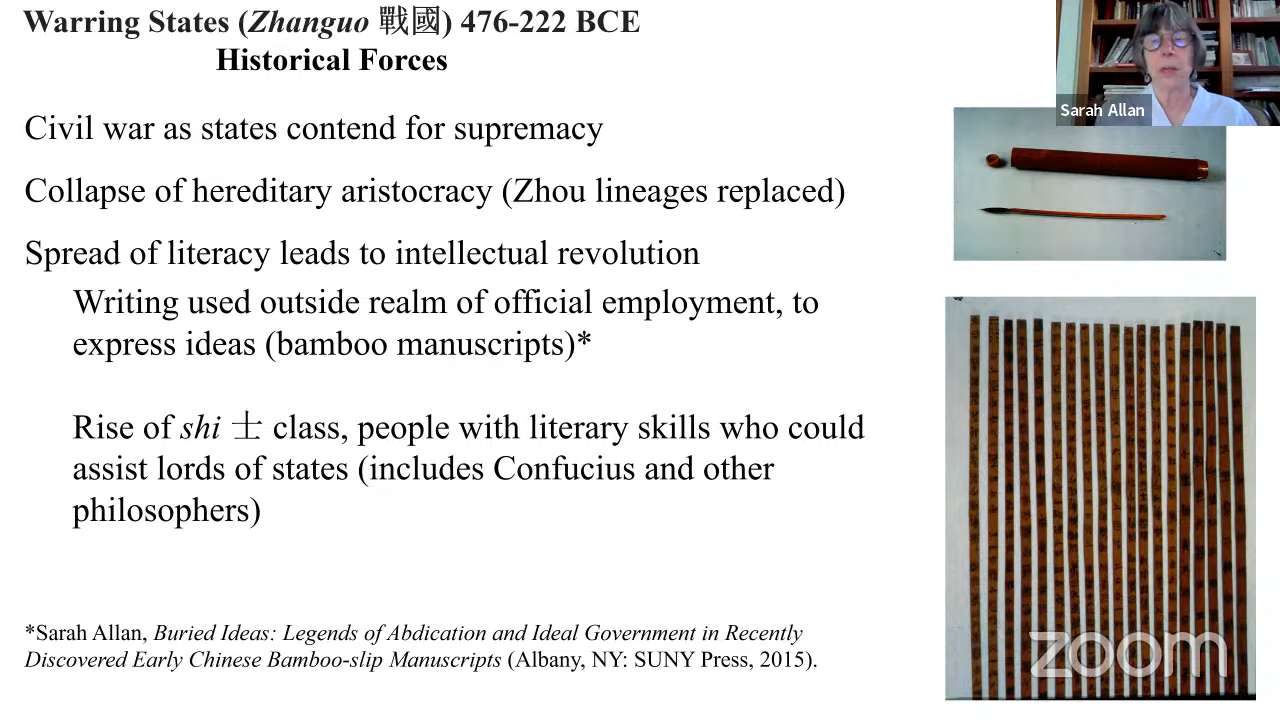 Warring States (Zhanguo 戰國) 476-222 BCE
Historical Forces
Civil war as states contend for supremacy
Collapse of hereditary aristocracy (Zhou lineages replaced)
Spread of literacy leads to intellectual revolution
Writing used outside realm of official employment, to
express ideas (bamboo manuscripts)*
Rise of shi 士 class, people with literary skills who could
assist lords of states (includes Confucius and other
philosophers)
*Sarah Allan, Buried Ideas: Legends of Abdication and Ideal Government in Recently
Discovered Early Chinese Bamboo-slip Manuscripts (Albany, NY: SUNY Press, 2015).
Sarah Allan
zoom